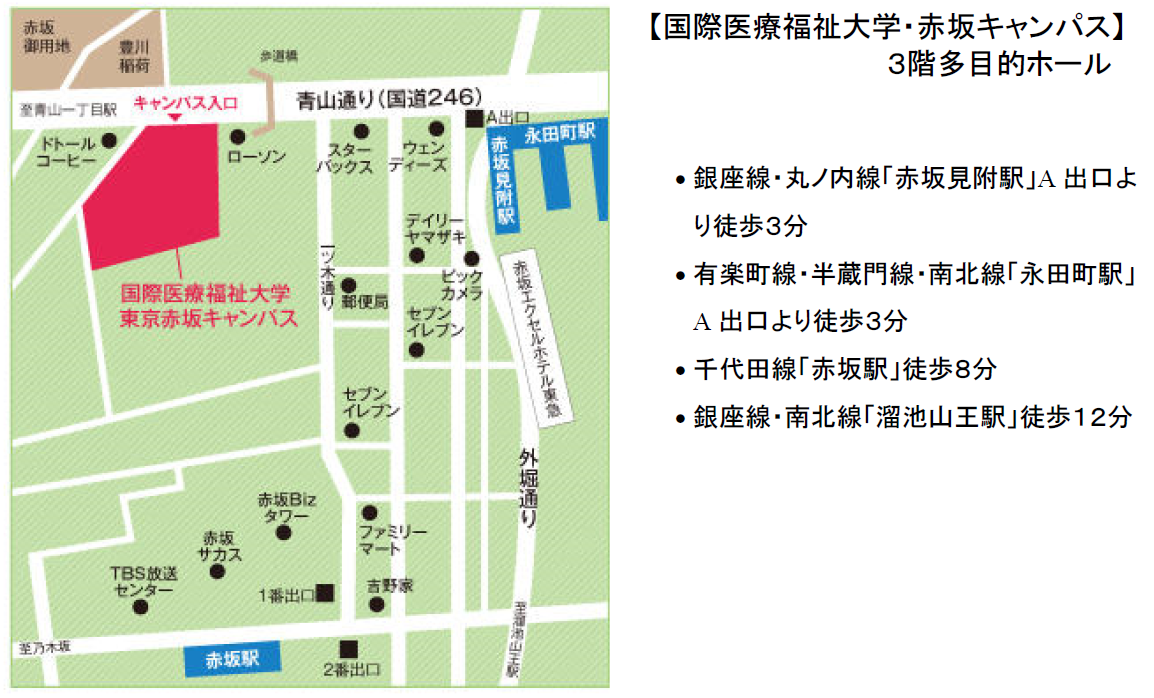 赤坂
御用地
豊川
稲荷
歩道橋
至青山一丁目駅
キャンパス入口
青山通り(国道246)
A出口
ドトール
コーヒー
ローソン
スター
バックス
ウェン
ディーズ
赤坂見附駅
永田町駅
デイリー
ヤマザキ
一ツ木通り
ビック
カメラ
赤坂エクセルホテル東急
国際医療福祉大学
東京赤坂キャンパス
郵便局
セブン
イレブン
セブン
イレブン
外堀通り
赤坂Biz
タワー
ファミリー
マート
赤坂
サカス
TBS放送
センター
1番出口
吉野家
至溜池山王駅
至乃木坂
赤坂駅
2番出口
【国際医療福祉大学・赤坂キャンパス】
3階多目的ホール
• 銀座線・丸ノ内線「赤坂見附駅」A 出口よ
り徒歩3分
• 有楽町線・半蔵門線・南北線「永田町駅」
A 出口より徒歩3分
• 千代田線「赤坂駅」徒歩8分
• 銀座線・南北線「溜池山王駅」徒歩12分